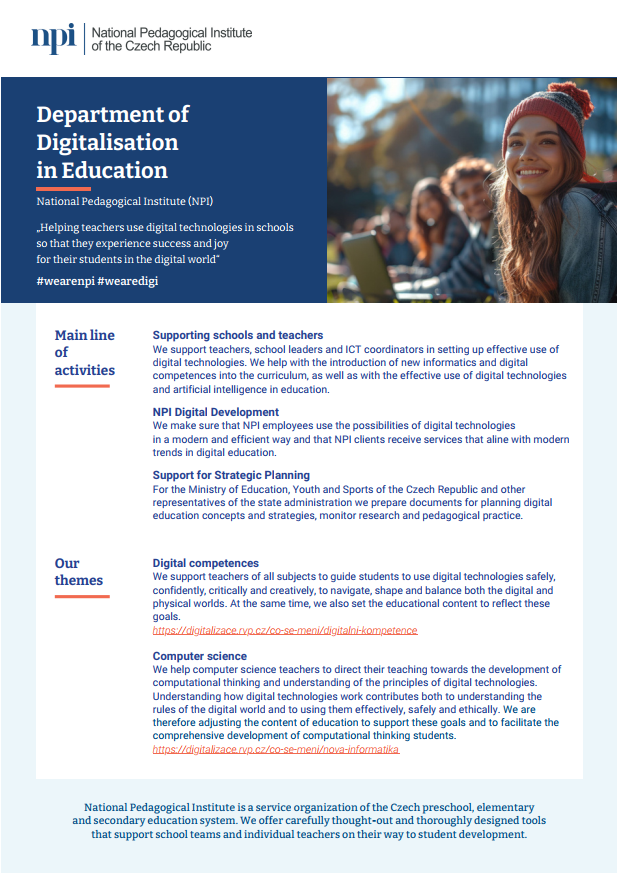 npi
National Pedagogical Institute
of the Czech Republic
Department of
Digitalisation
in Education
National Pedagogical Institute (NPI)
„Helping teachers use digital technologies in schools
so that they experience success and joy
for their students in the digital world“
#wearenpi #wearedigi
Main line
of
activities
Supporting schools and teachers
We support teachers, school leaders and ICT coordinators in setting up effective use of
digital technologies. We help with the introduction of new informatics and digital
competences into the curriculum, as well as with the effective use of digital technologies
and artificial intelligence in education.
NPI Digital Development
We make sure that NPI employees use the possibilities of digital technologies
in a modern and efficient way and that NPI clients receive services that aline with modern
trends in digital education.
Support for Strategic Planning
For the Ministry of Education, Youth and Sports of the Czech Republic and other
representatives of the state administration we prepare documents for planning digital
education concepts and strategies, monitor research and pedagogical practice.
Our
themes
Digital competences
We support teachers of all subjects to guide students to use digital technologies safely,
confidently, critically and creatively, to navigate, shape and balance both the digital and
physical worlds. At the same time, we also set the educational content to reflect these
goals.
https://digitalizace.rvp.cz/co-se-meni/digitalni-kompetence
Computer science
We help computer science teachers to direct their teaching towards the development of
computational thinking and understanding of the principles of digital technologies.
Understanding how digital technologies work contributes both to understanding the
rules of the digital world and to using them effectively, safely and ethically. We are
therefore adjusting the content of education to support these goals and to facilitate the
comprehensive development of computational thinking students.
https://digitalizace.rvp.cz/co-se-meni/nova-informatika
National Pedagogical Institute is a service organization of the Czech preschool, elementary
and secondary education system. We offer carefully thought-out and thoroughly designed tools
that support school teams and individual teachers on their way to student development.